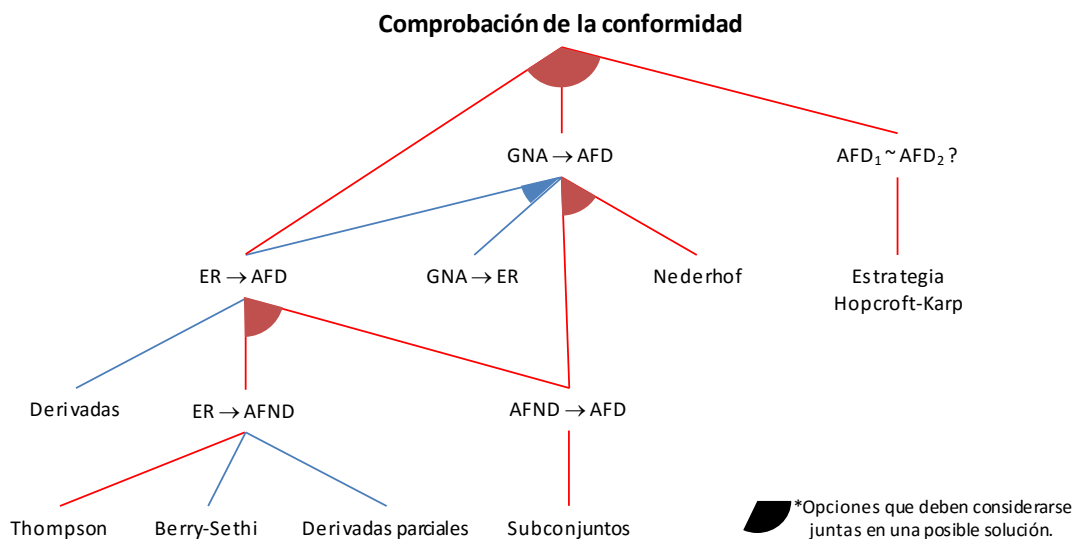 Comprobación de la conformidad
GNA → AFD
AFD₁ ~ AFD₂ ?
ER → AFD
GNA → ER
Nederhof
Estrategia
Hopcroft-Karp
Derivadas
ER → AFND
AFND → AFD
Thompson
Berry-Sethi
Derivadas parciales
Subconjuntos
*Opciones que deben considerarse
juntas en una posible solución.